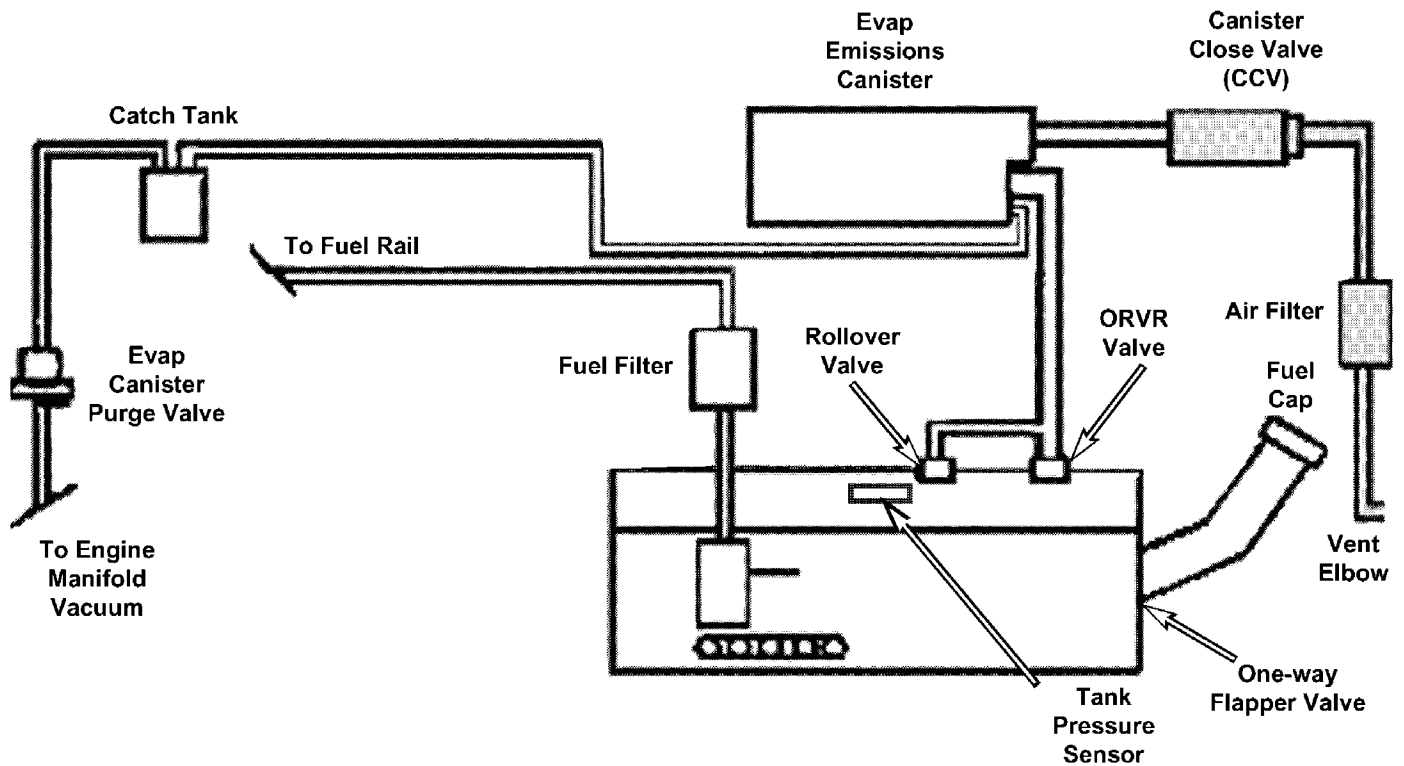 Evap
Emissions
Canister
Canister
Close Valve
(CCV)
Catch Tank
To Fuel Rail
Evap
Canister
Purge Valve
Fuel Filter
Rollover
Valve
ORVR
Valve
Air Filter
Fuel
Cap
To Engine
Manifold
Vacuum
Vent
Elbow
One-way
Flapper Valve
Tank
Pressure
Sensor